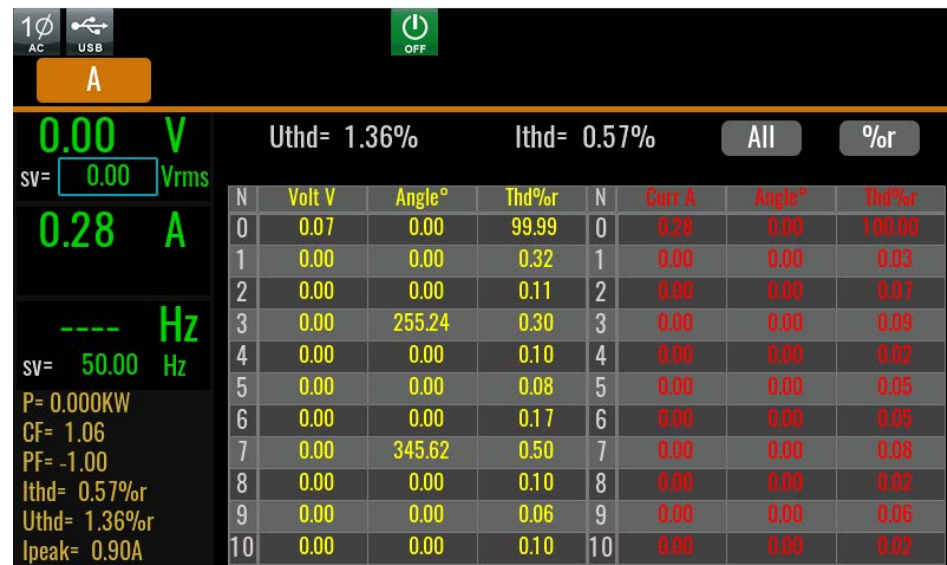 1Ø
AC
USB
OFF
A
0.00 V
sv= 0.00 Vrms
0.28 A
---- Hz
sv= 50.00 Hz
P= 0.000KW
CF= 1.06
PF= -1.00
Ithd= 0.57%r
Uthd= 1.36%r
Ipeak= 0.90A
Uthd= 1.36% Ithd= 0.57% All %r
N Volt V Angle° Thd%r N Curr A Angle° Thd%r
0 0.07 0.00 99.99 0 0.28 0.00 100.00
1 0.00 0.00 0.32 1 0.00 0.00 0.03
2 0.00 0.00 0.11 2 0.00 0.00 0.07
3 0.00 255.24 0.30 3 0.00 0.00 0.09
4 0.00 0.00 0.10 4 0.00 0.00 0.02
5 0.00 0.00 0.08 5 0.00 0.00 0.05
6 0.00 0.00 0.17 6 0.00 0.00 0.05
7 0.00 345.62 0.50 7 0.00 0.00 0.08
8 0.00 0.00 0.10 8 0.00 0.00 0.02
9 0.00 0.00 0.06 9 0.00 0.00 0.06
10 0.00 0.00 0.10 10 0.00 0.00 0.02